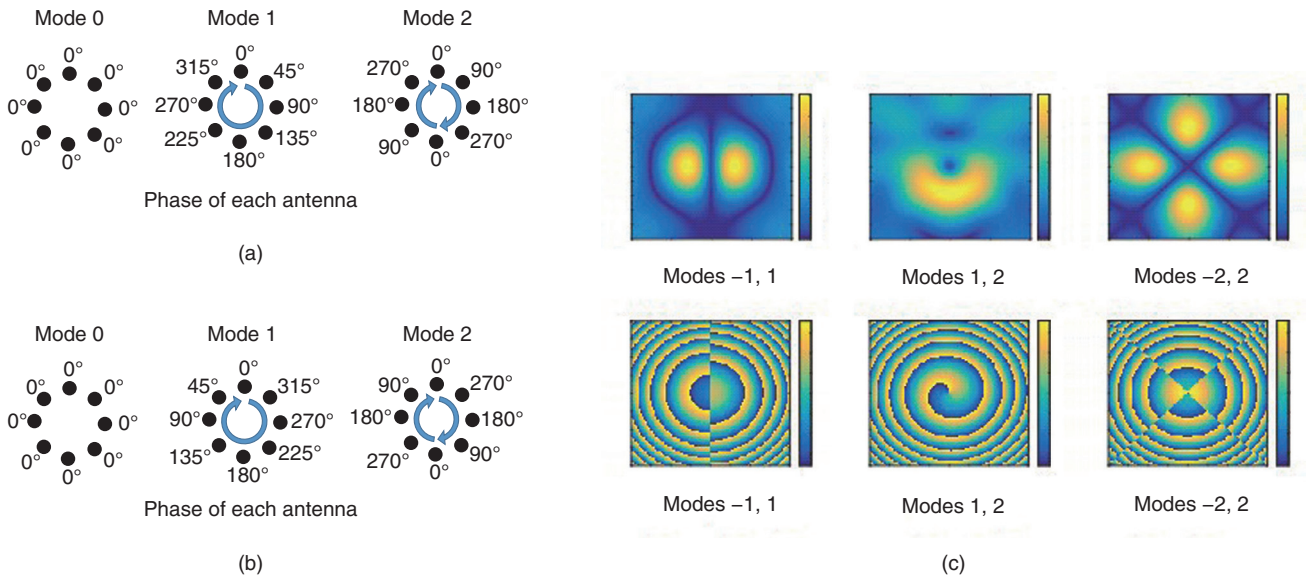 (a)
Mode 0 Mode 1 Mode 2
0° 0° 0° 0° 0° 0° 0° 0°
0° 45° 90° 135° 180° 225° 270° 315°
0° 90° 180° 270° 0° 90° 180° 270°
Phase of each antenna
(a)
Mode 0 Mode 1 Mode 2
0° 0° 0° 0° 0° 0° 0° 0°
0° 315° 270° 225° 180° 135° 90° 45°
0° 270° 180° 90° 0° 270° 180° 90°
Phase of each antenna
(b)
Modes −1, 1 Modes 1, 2 Modes −2, 2
Modes −1, 1 Modes 1, 2 Modes −2, 2
(c)